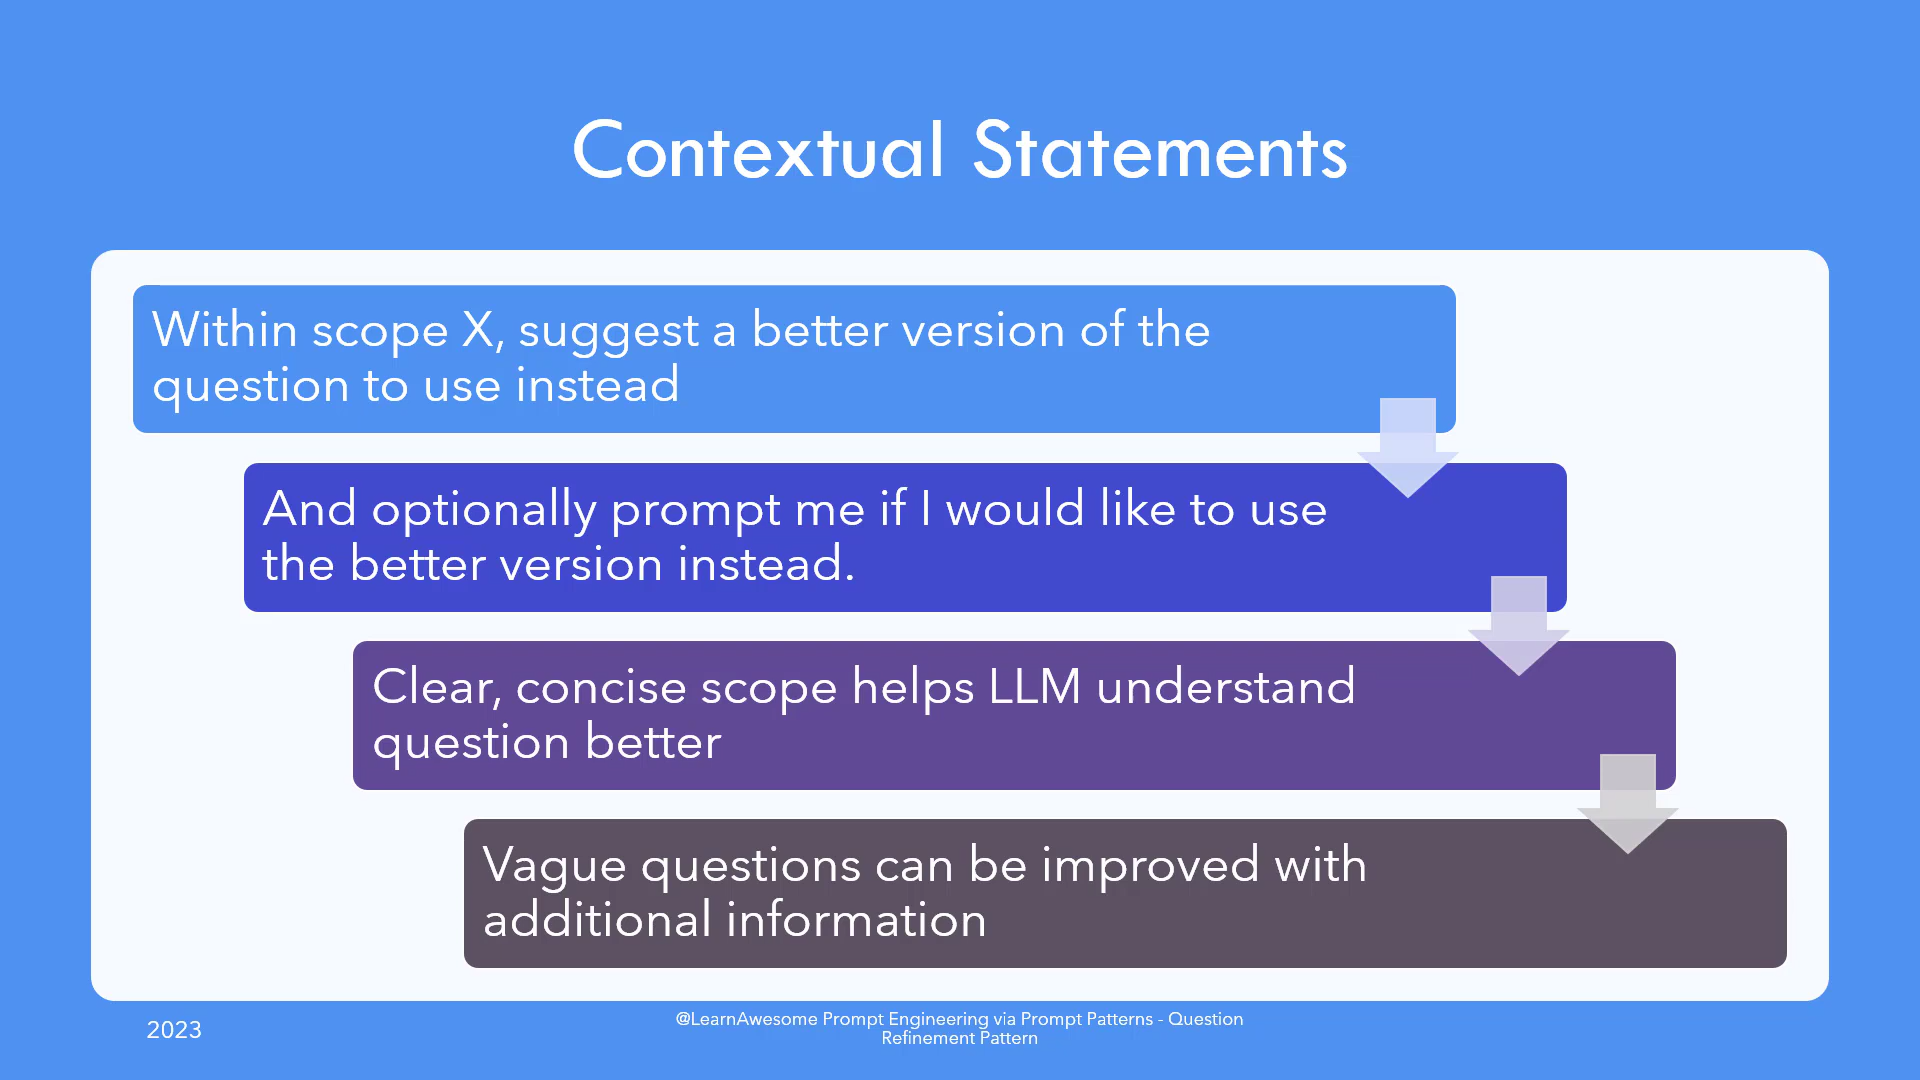 Contextual Statements
Within scope X, suggest a better version of the
question to use instead
And optionally prompt me if I would like to use
the better version instead.
Clear, concise scope helps LLM understand
question better
Vague questions can be improved with
additional information
2023
@LearnAwesome Prompt Engineering via Prompt Patterns - Question
Refinement Pattern